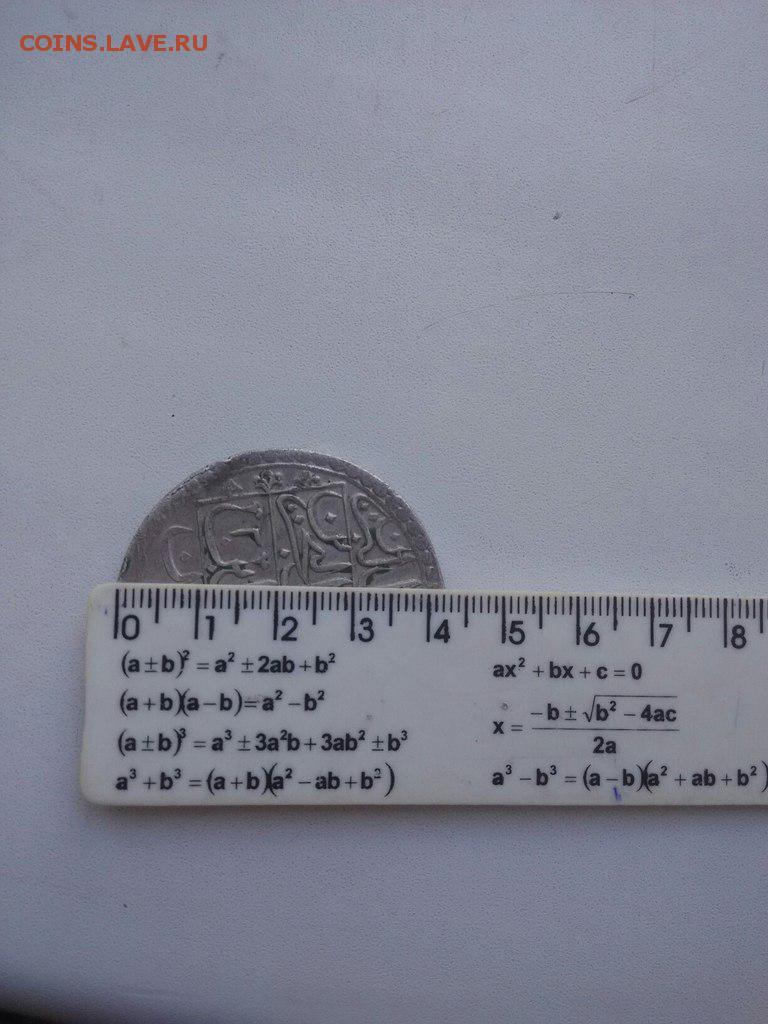 COINS.LAVE.RU
0 1 2 3 4 5 6 7 8
(a ± b)² = a² ± 2ab + b²
(a + b)(a − b) = a² − b²
(a ± b)³ = a³ ± 3a²b + 3ab² ± b³
a³ + b³ = (a + b)(a² − ab + b²)
ax² + bx + c = 0
x = −b ± √b² − 4ac
2a
a³ − b³ = (a − b)(a² + ab + b²)